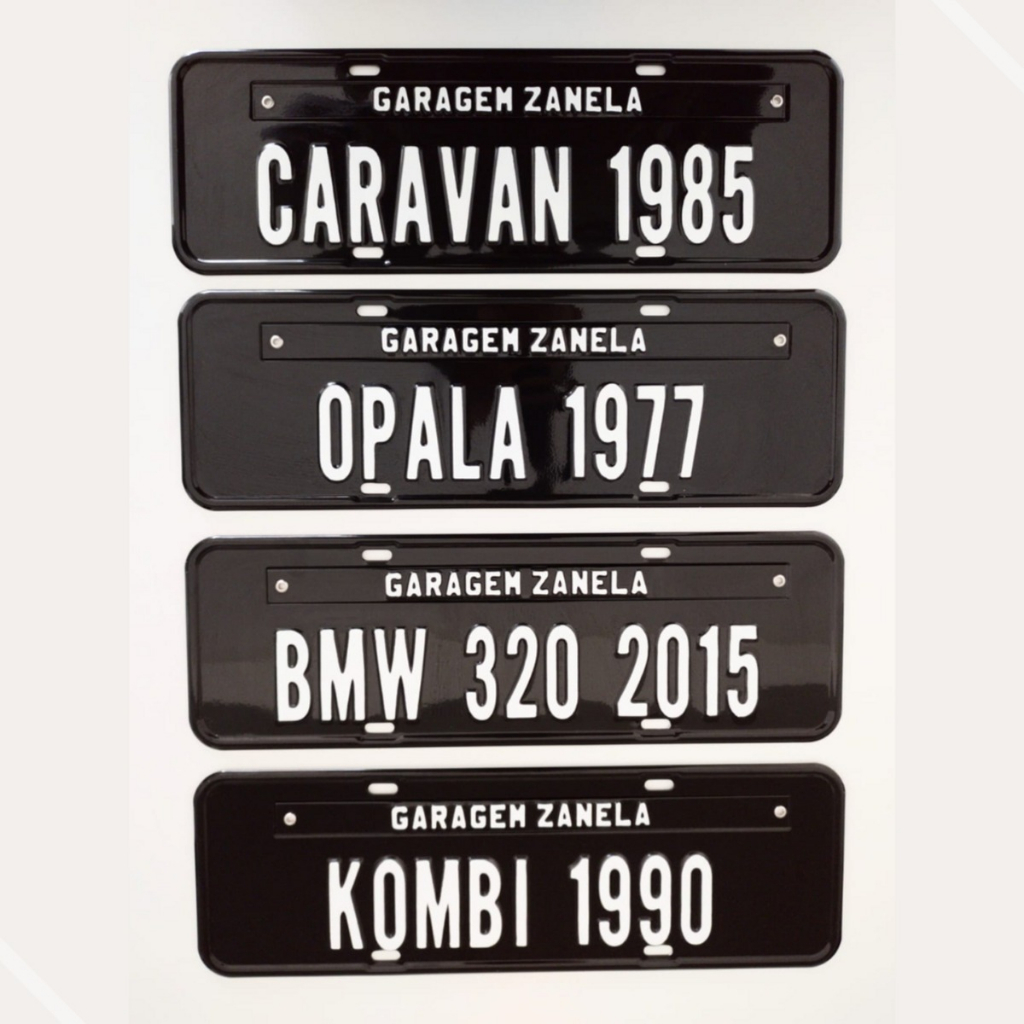 GARAGEM ZANELA
CARAVAN 1985
GARAGEM ZANELA
OPALA 1977
GARAGEM ZANELA
BMW 320 2015
GARAGEM ZANELA
KOMBI 1990